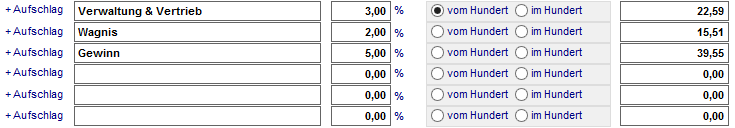 + Aufschlag Verwaltung & Vertrieb 3,00 % vom Hundert im Hundert 22,59
+ Aufschlag Wagnis 2,00 % vom Hundert im Hundert 15,51
+ Aufschlag Gewinn 5,00 % vom Hundert im Hundert 39,55
+ Aufschlag 0,00 % vom Hundert im Hundert 0,00
+ Aufschlag 0,00 % vom Hundert im Hundert 0,00
+ Aufschlag 0,00 % vom Hundert im Hundert 0,00